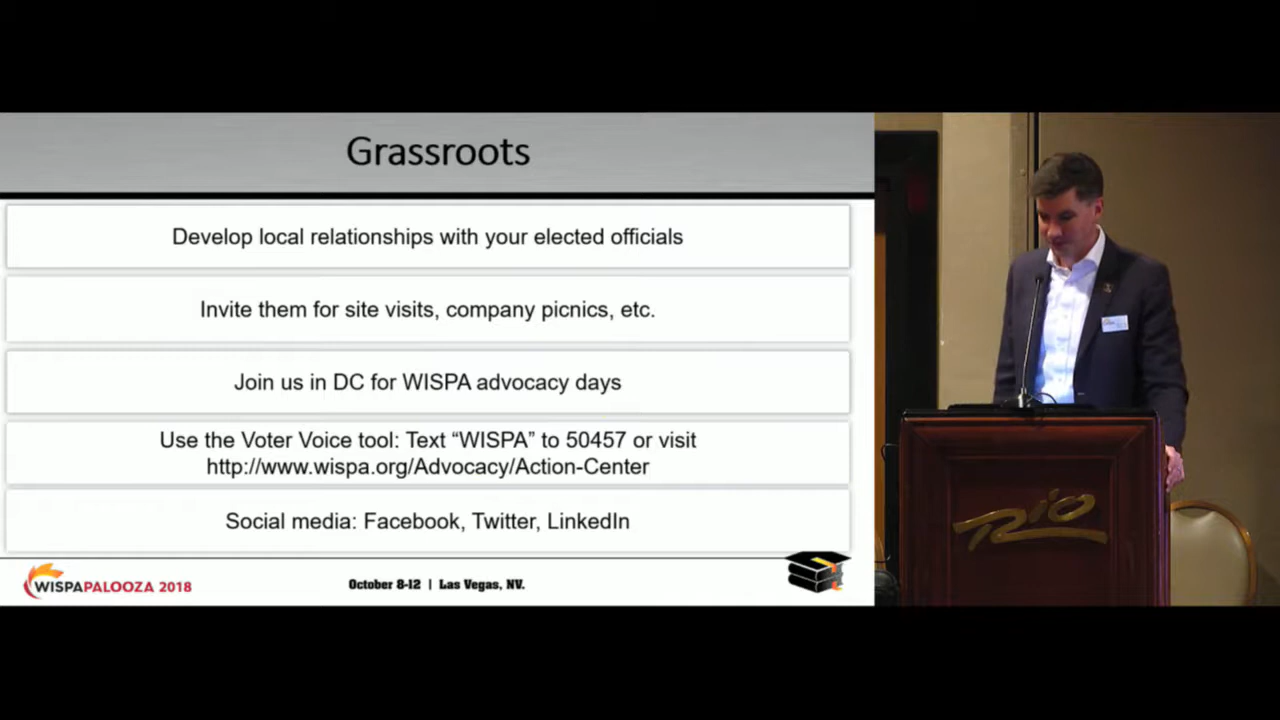 Grassroots
Develop local relationships with your elected officials
Invite them for site visits, company picnics, etc.
Join us in DC for WISPA advocacy days
Use the Voter Voice tool: Text “WISPA” to 50457 or visit
http://www.wispa.org/Advocacy/Action-Center
Social media: Facebook, Twitter, LinkedIn
WISPAPALOOZA 2018
October 8-12 | Las Vegas, NV.
Rio